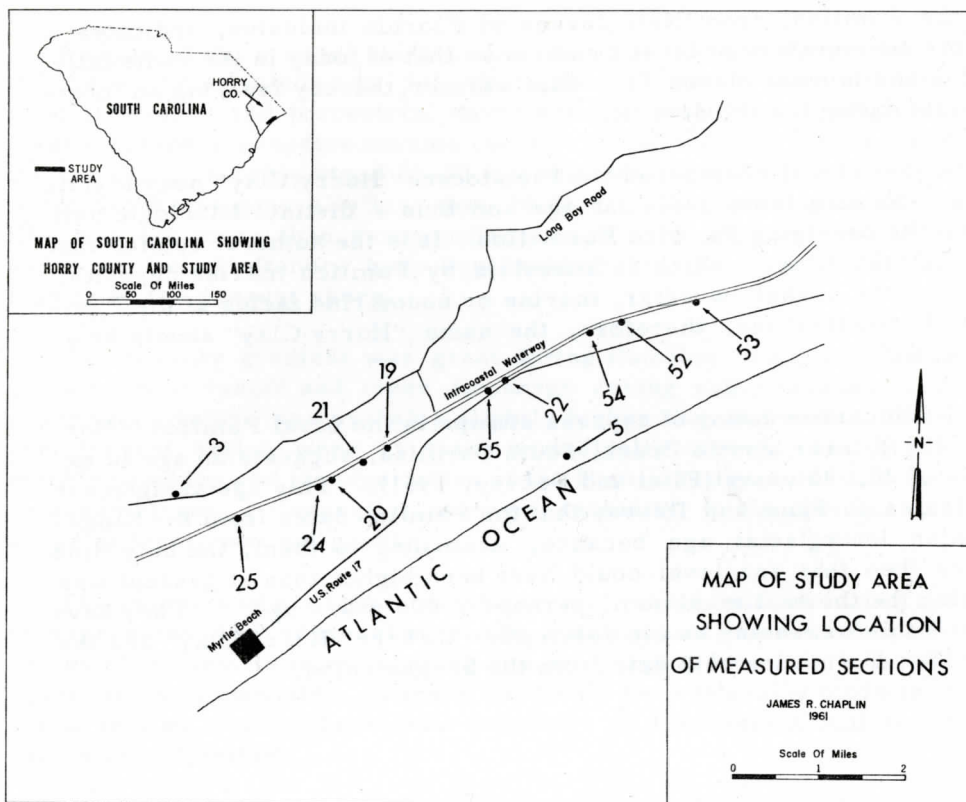 HORRY
CO.
SOUTH CAROLINA
STUDY
AREA
MAP OF SOUTH CAROLINA SHOWING
HORRY COUNTY AND STUDY AREA
Scale Of Miles
0 50 100 150
Long Bay Road
Intracoastal Waterway
19
21
3
53
52
54
22
55
5
20
24
25
U.S. Route 17
Myrtle Beach
ATLANTIC OCEAN
-N-
MAP OF STUDY AREA
SHOWING LOCATION
OF MEASURED SECTIONS
JAMES R. CHAPLIN
1961
Scale Of Miles
0 1 2